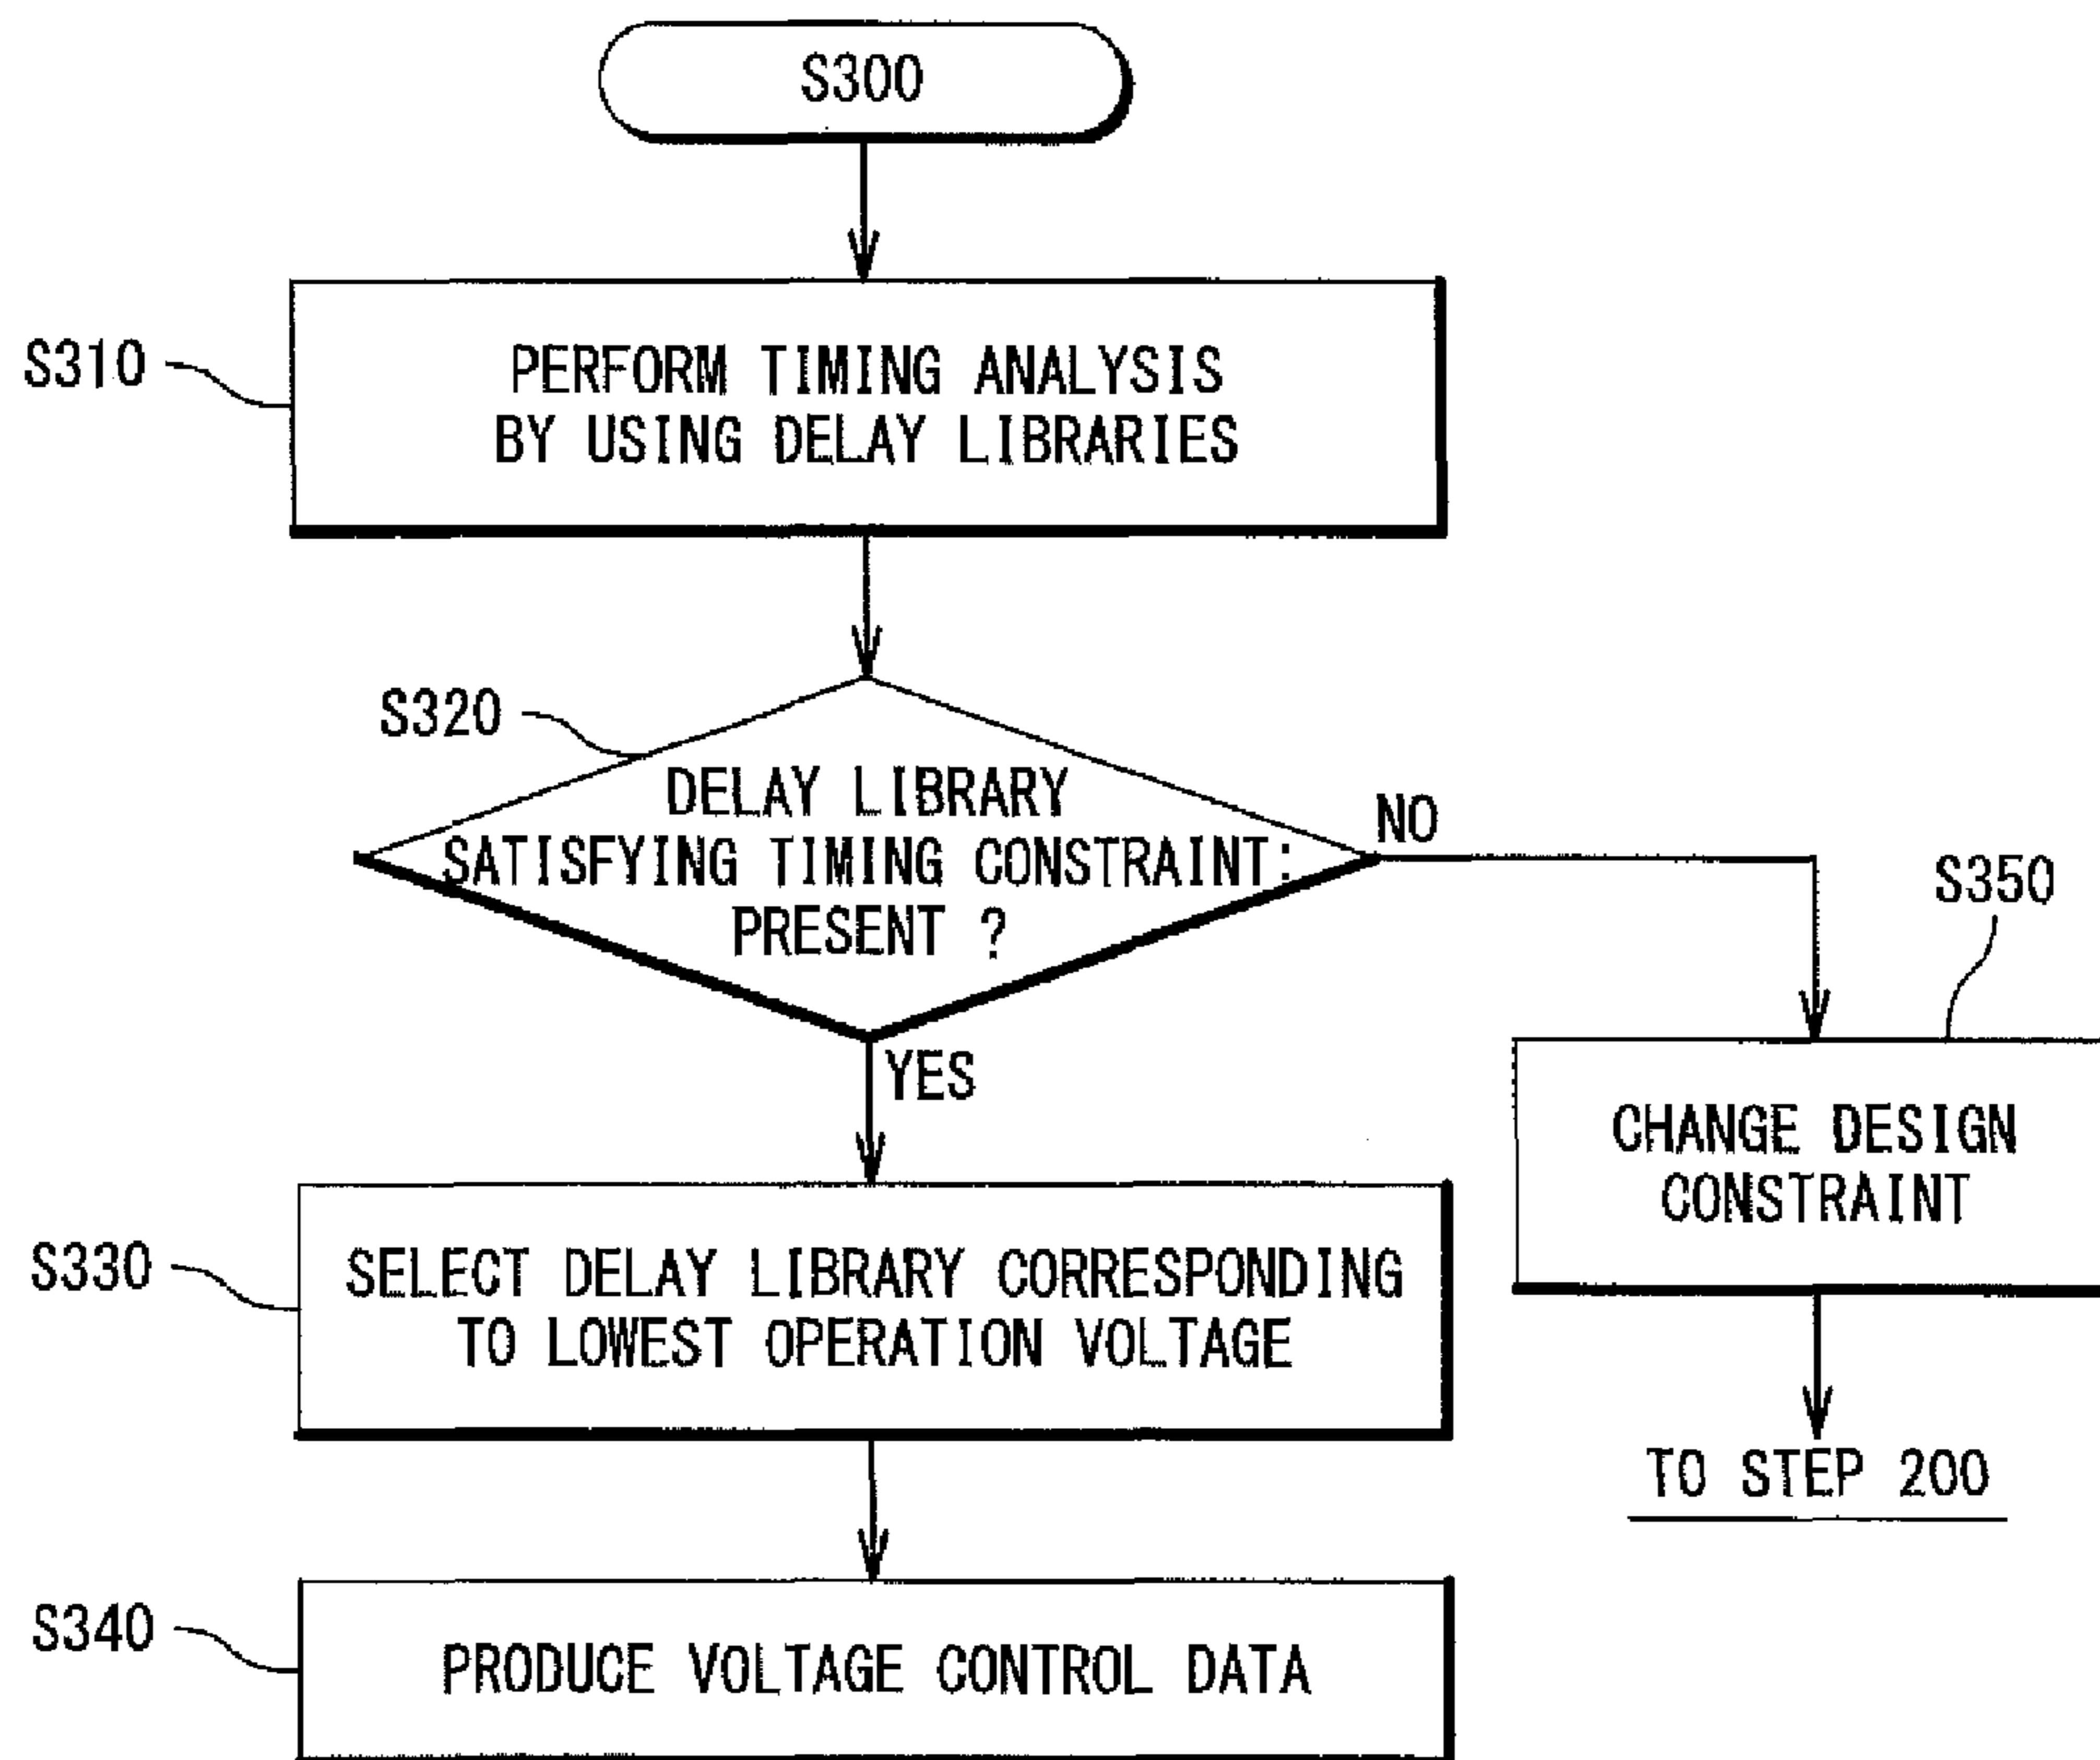 S300
S310
PERFORM TIMING ANALYSIS
BY USING DELAY LIBRARIES
S320
DELAY LIBRARY
SATISFYING TIMING CONSTRAINT:
PRESENT ?
NO
YES
S350
CHANGE DESIGN
CONSTRAINT
TO STEP 200
S330
SELECT DELAY LIBRARY CORRESPONDING
TO LOWEST OPERATION VOLTAGE
S340
PRODUCE VOLTAGE CONTROL DATA